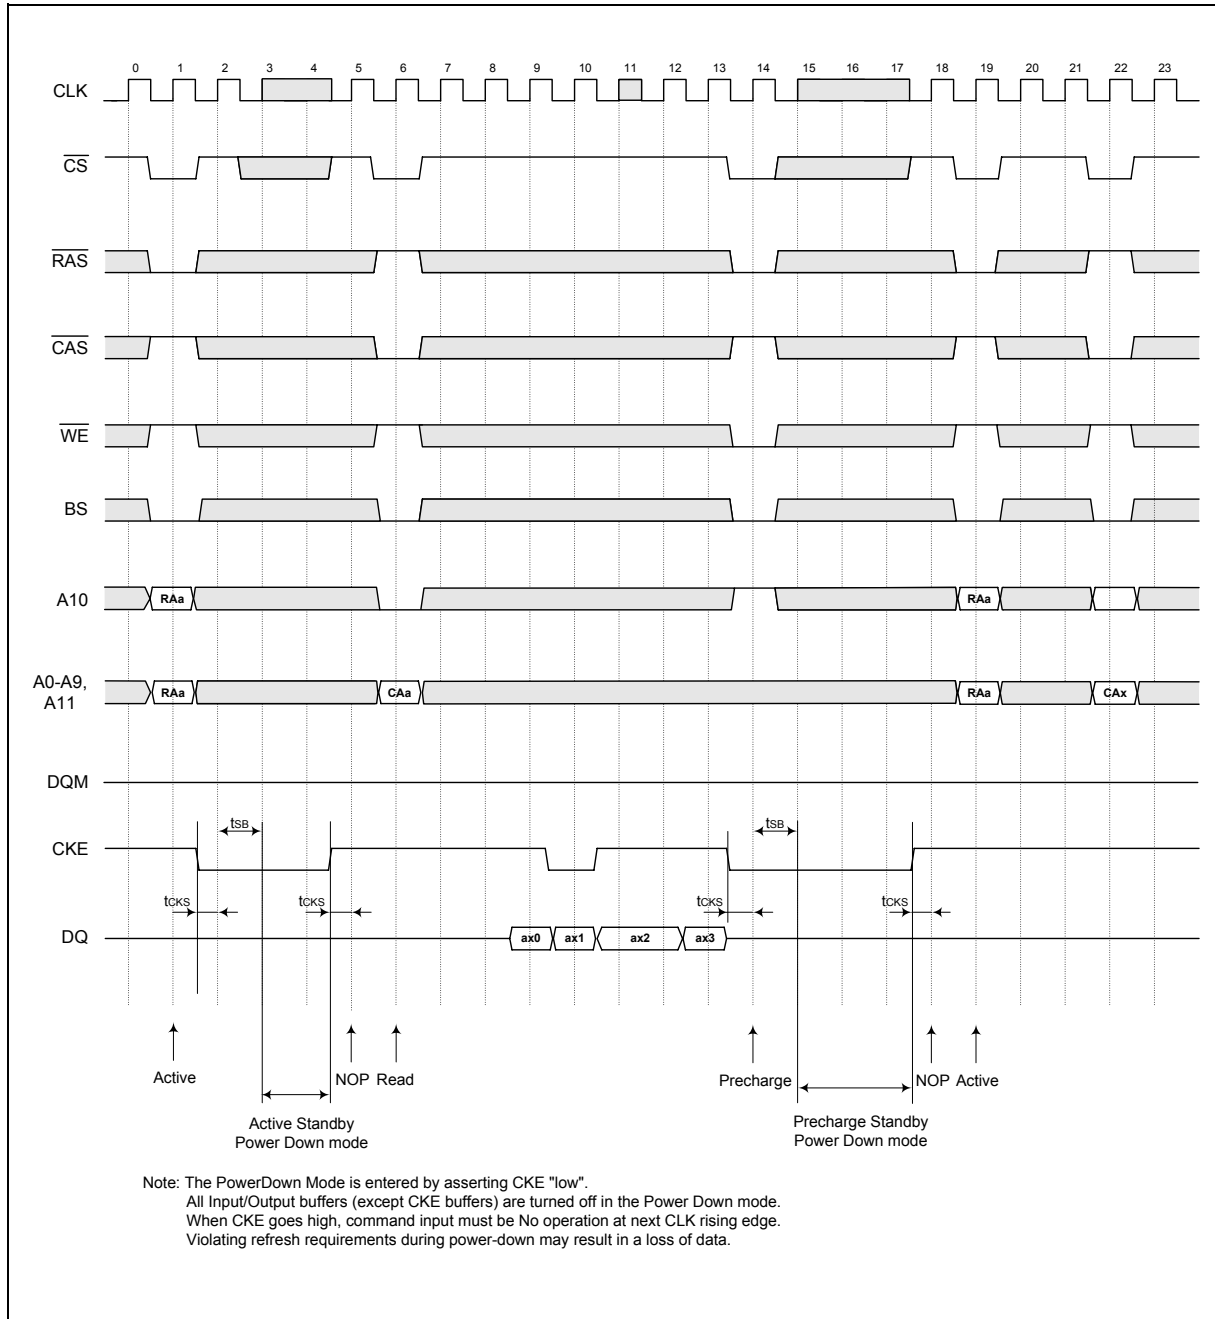 0 1 2 3 4 5 6 7 8 9 10 11 12 13 14 15 16 17 18 19 20 21 22 23
CLK
CS
RAS
CAS
WE
BS
A10 RAa RAa
A0-A9,
A11 RAa CAa RAa CAx
DQM
tSB tSB
CKE
tCKS tCKS tCKS tCKS
DQ ax0 ax1 ax2 ax3
Active NOP Read Precharge NOP Active
Active Standby
Power Down mode
Precharge Standby
Power Down mode
Note: The PowerDown Mode is entered by asserting CKE "low".
All Input/Output buffers (except CKE buffers) are turned off in the Power Down mode.
When CKE goes high, command input must be No operation at next CLK rising edge.
Violating refresh requirements during power-down may result in a loss of data.